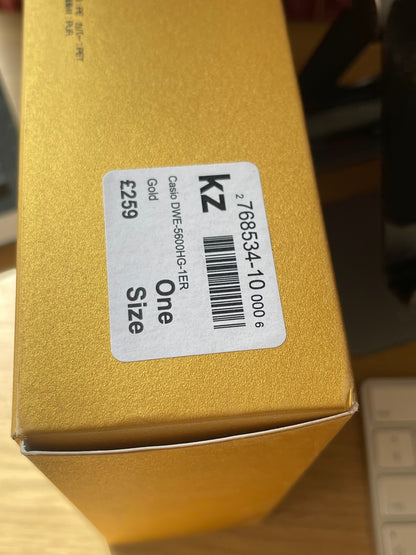 kz
2 768534-10 000 6
Casio DWE-5600HG-1ER
Gold
£259
One
Size